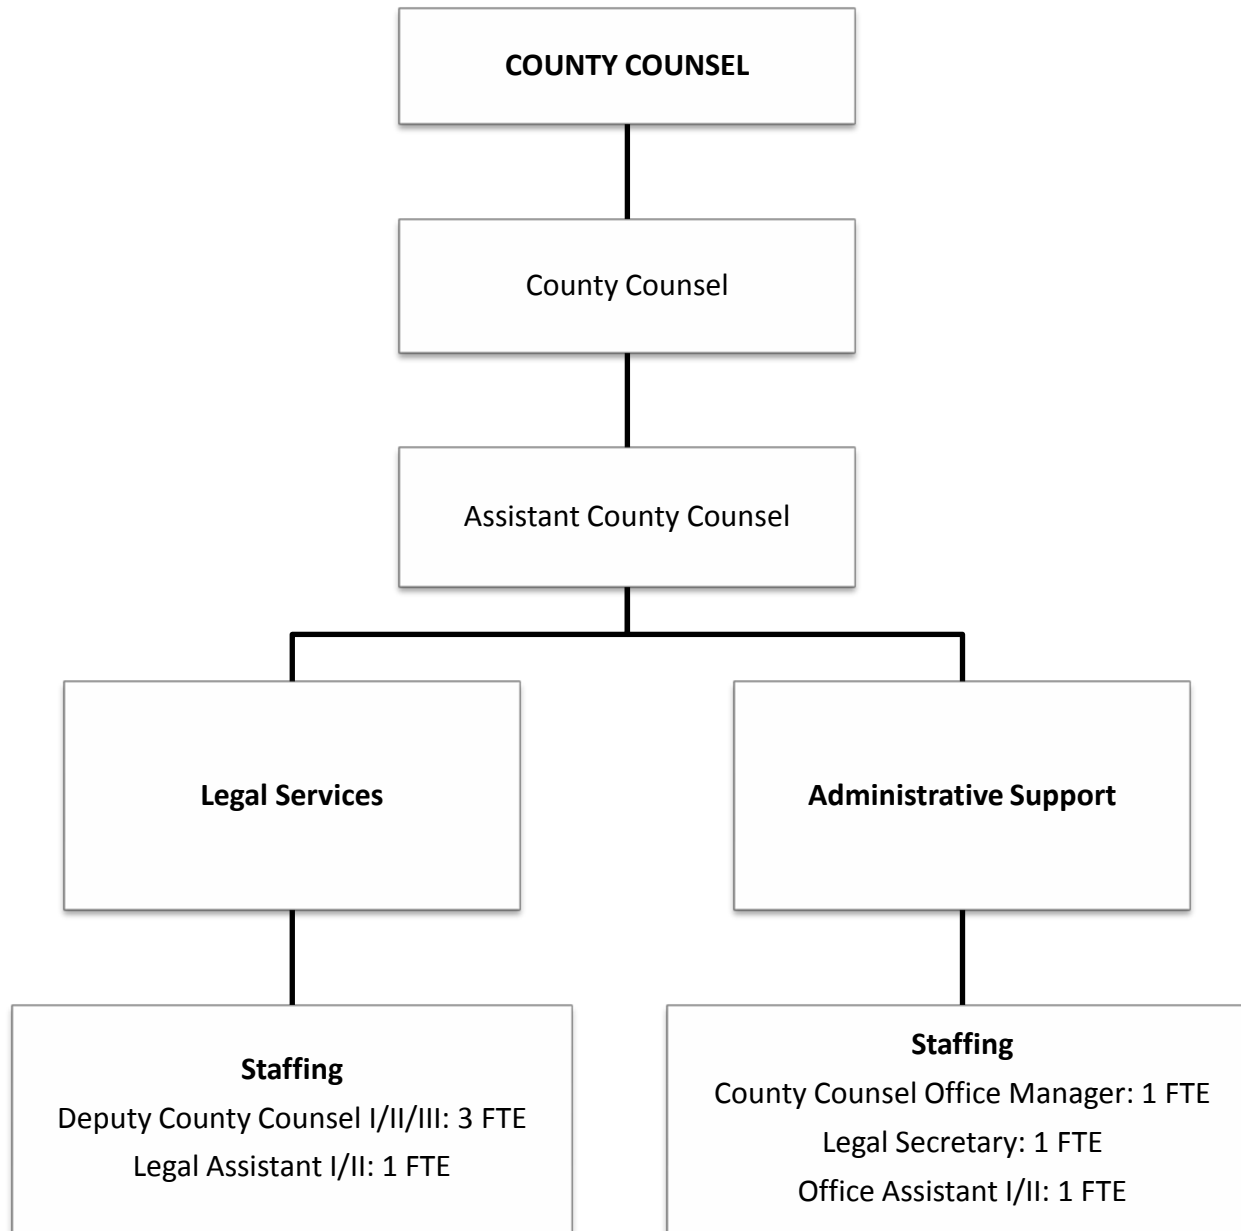 COUNTY COUNSEL
County Counsel
Assistant County Counsel
Legal Services
Administrative Support
Staffing
Deputy County Counsel I/II/III: 3 FTE
Legal Assistant I/II: 1 FTE
Staffing
County Counsel Office Manager: 1 FTE
Legal Secretary: 1 FTE
Office Assistant I/II: 1 FTE